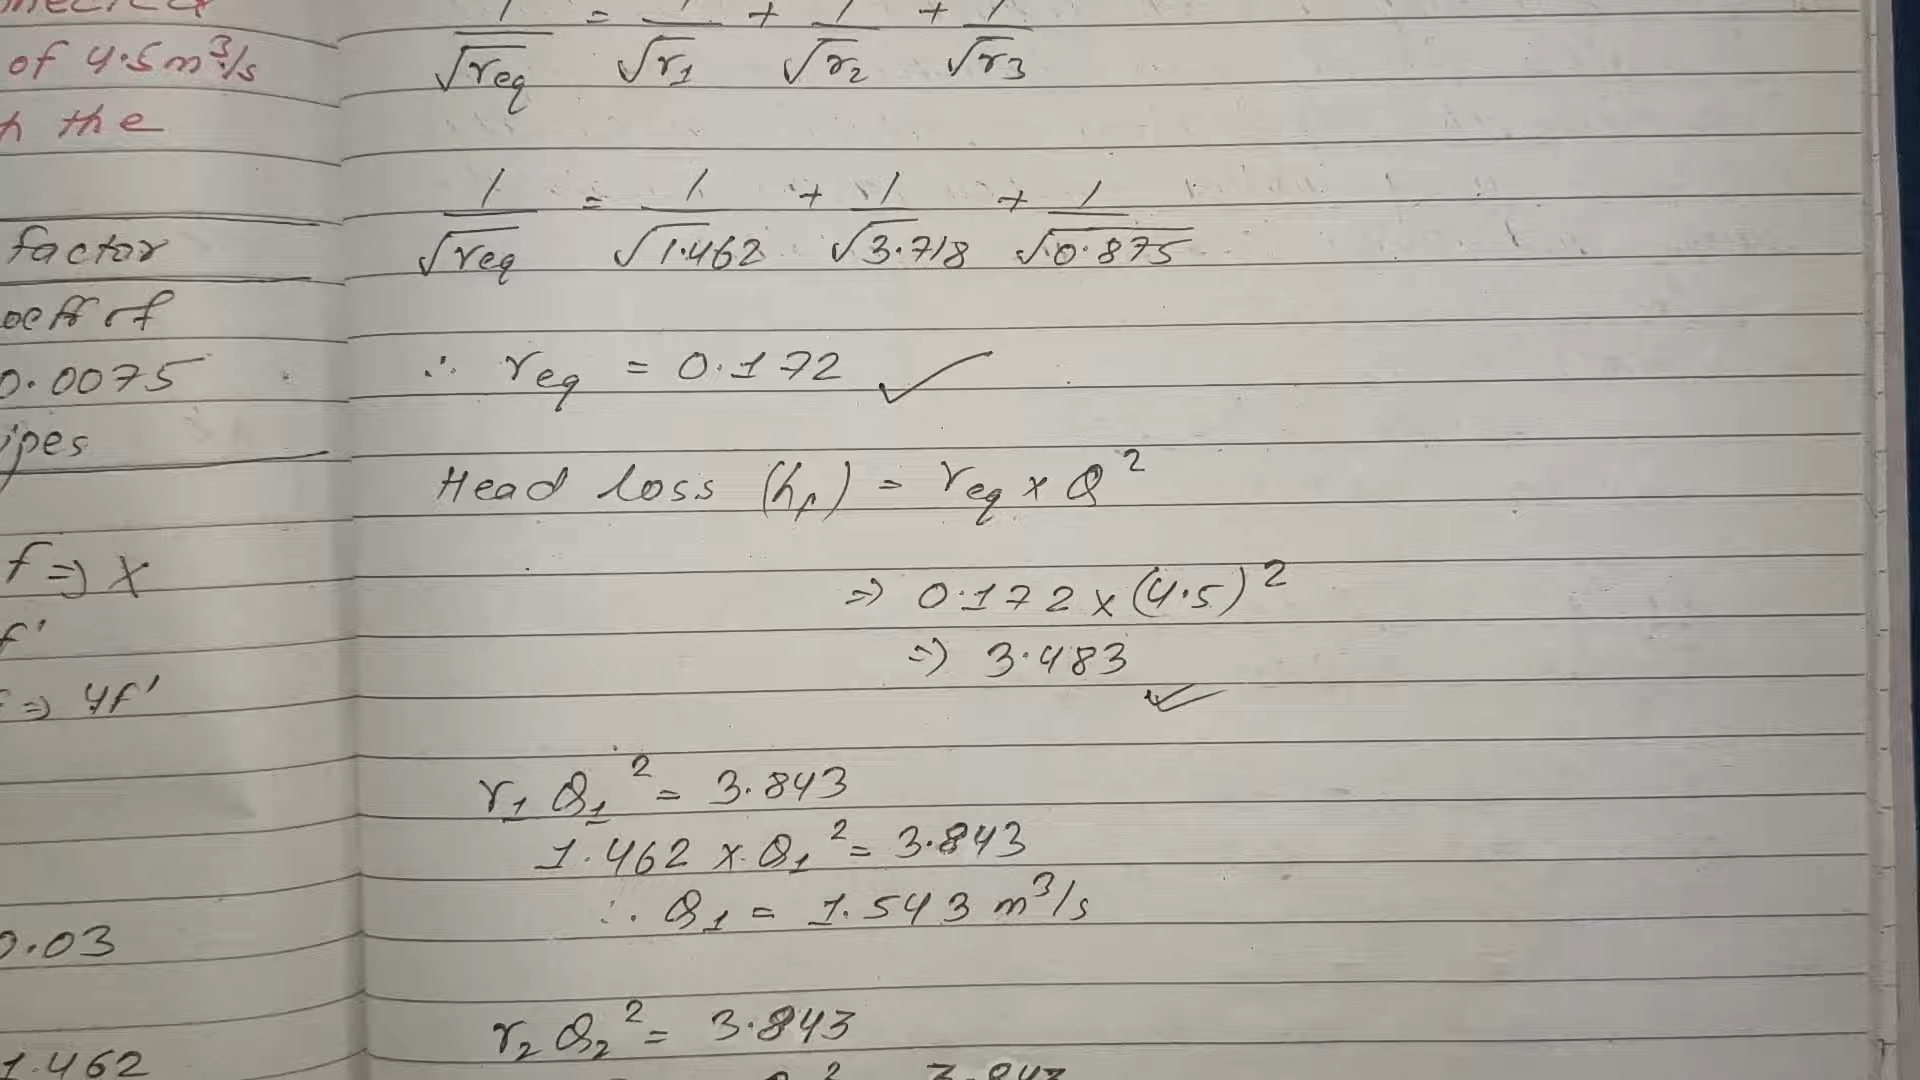 of 4.5 m³/s
the
factor
0.0075
f => X
f'
=> 4f'
0.03
1.462
1/√req = 1/√r1 + 1/√r2 + 1/√r3
1/√req = 1/√1.462 + 1/√3.718 + 1/√0.875
∴ req = 0.172 ✓
Head loss (hf) = req x Q²
=> 0.172 x (4.5)²
=> 3.483 ✓
r1 Q1² = 3.843
1.462 x Q1² = 3.843
∴ Q1 = 1.543 m³/s
r2 Q2² = 3.843